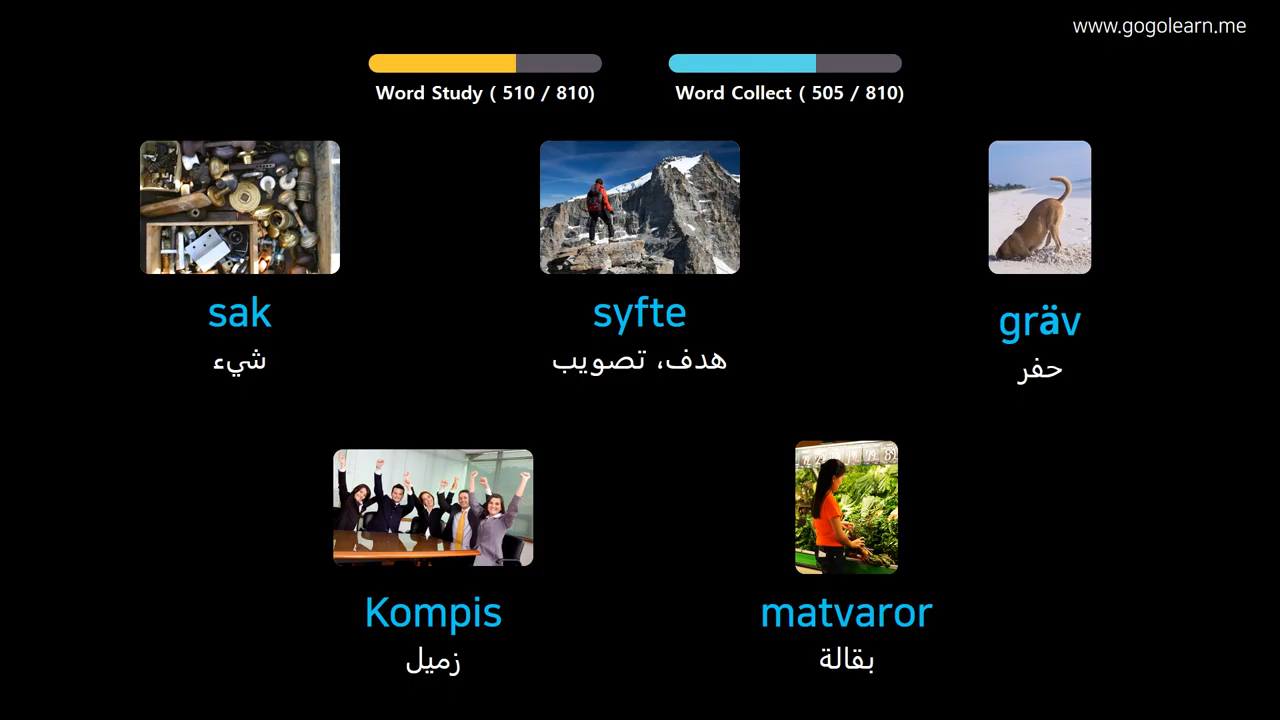 www.gogolearn.me
Word Study ( 510 / 810)
Word Collect ( 505 / 810)
sak
شيء
syfte
هدف، تصويب
gräv
حفر
Kompis
زميل
matvaror
بقالة